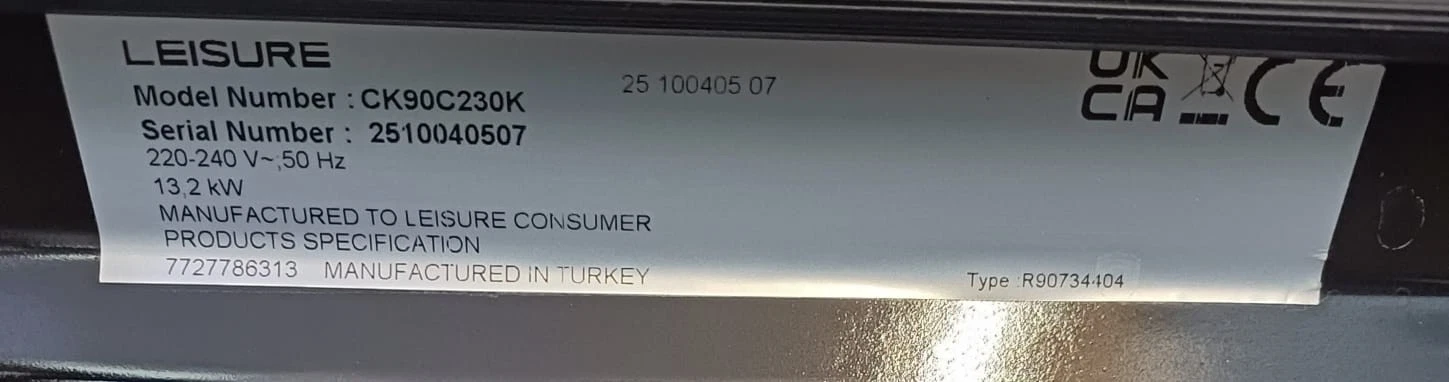 LEISURE
25 100405 07
UK
CA
CE
Model Number : CK90C230K
Serial Number : 2510040507
220-240 V~;50 Hz
13,2 kW
MANUFACTURED TO LEISURE CONSUMER
PRODUCTS SPECIFICATION
7727786313 MANUFACTURED IN TURKEY
Type :R90734404